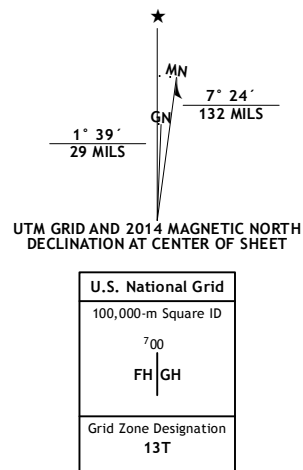 ★
MN
GN
7° 24´
132 MILS
1° 39´
29 MILS
UTM GRID AND 2014 MAGNETIC NORTH
DECLINATION AT CENTER OF SHEET
U.S. National Grid
100,000-m Square ID
⁷00
FH GH
Grid Zone Designation
13T